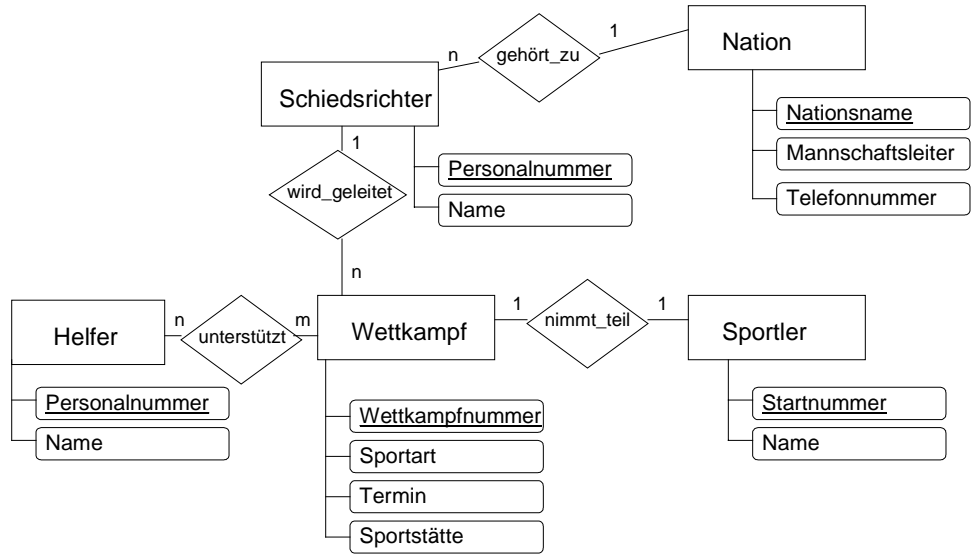 n
gehört_zu
1
Nation
Schiedsrichter
Nationsname
Mannschaftsleiter
Telefonnummer
1
Personalnummer
Name
wird_geleitet
n
Helfer
n
unterstützt
m
Wettkampf
1
nimmt_teil
1
Sportler
Personalnummer
Name
Wettkampfnummer
Sportart
Termin
Sportstätte
Startnummer
Name